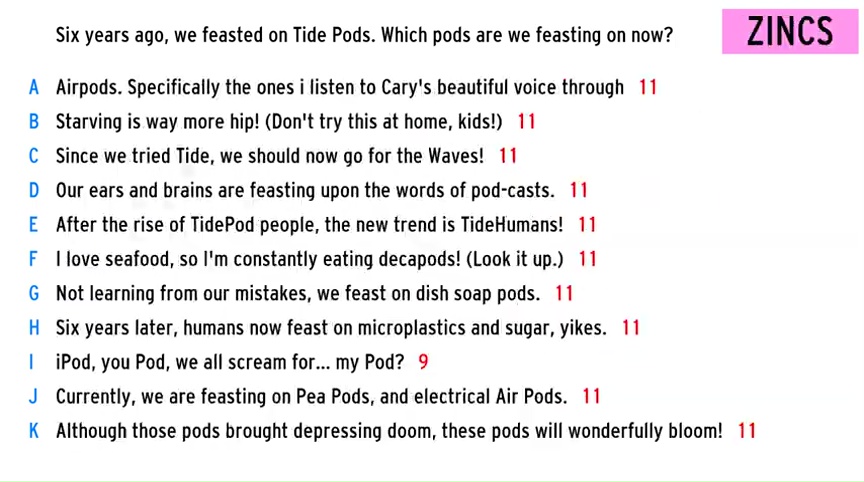 Six years ago, we feasted on Tide Pods. Which pods are we feasting on now?
ZINCS
A Airpods. Specifically the ones i listen to Cary's beautiful voice through 11
B Starving is way more hip! (Don't try this at home, kids!) 11
C Since we tried Tide, we should now go for the Waves! 11
D Our ears and brains are feasting upon the words of pod-casts. 11
E After the rise of TidePod people, the new trend is TideHumans! 11
F I love seafood, so I'm constantly eating decapods! (Look it up.) 11
G Not learning from our mistakes, we feast on dish soap pods. 11
H Six years later, humans now feast on microplastics and sugar, yikes. 11
I iPod, you Pod, we all scream for... my Pod? 9
J Currently, we are feasting on Pea Pods, and electrical Air Pods. 11
K Although those pods brought depressing doom, these pods will wonderfully bloom! 11